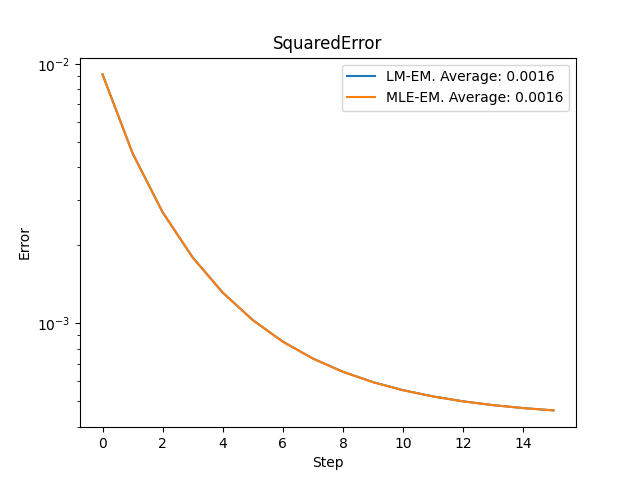 SquaredError
LM-EM. Average: 0.0016
MLE-EM. Average: 0.0016
10⁻²
10⁻³
Error
0 2 4 6 8 10 12 14
Step